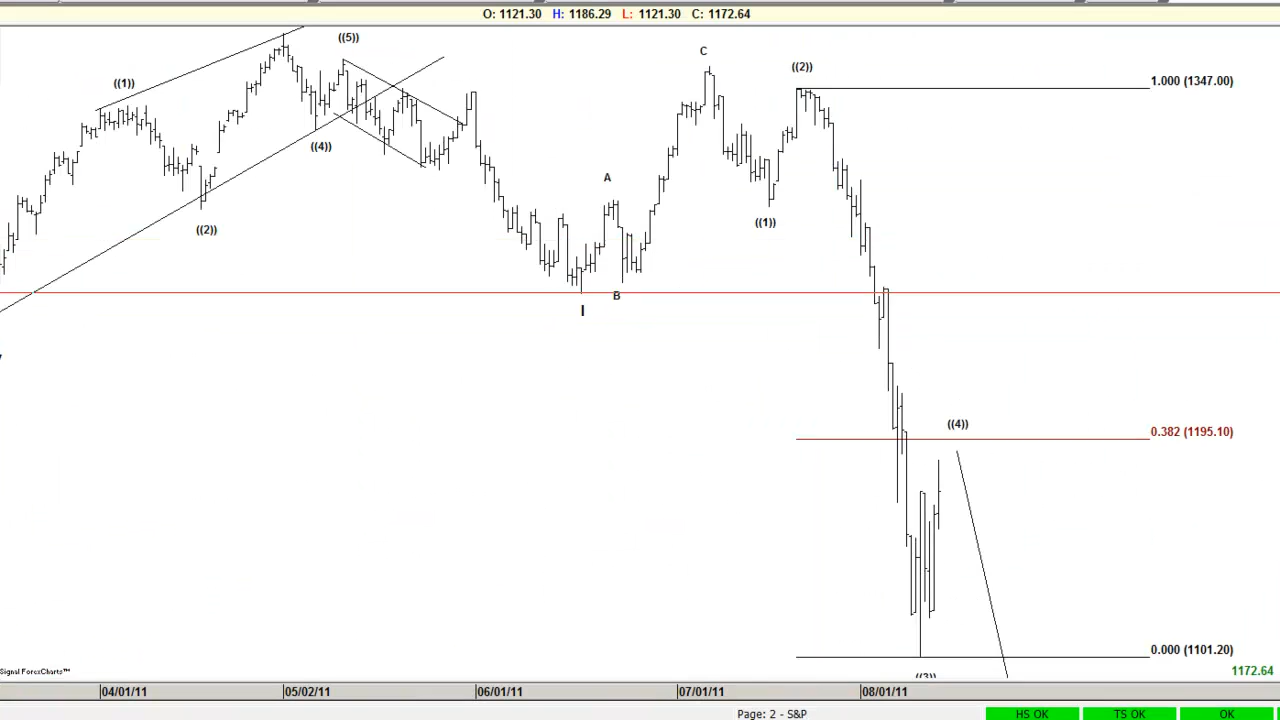 O: 1121.30 H: 1186.29 L: 1121.30 C: 1172.64
((5))
C
((2))
1.000 (1347.00)
((1))
((4))
A
((2))
((1))
B
I
((4))
0.382 (1195.10)
0.000 (1101.20)
Signal ForexCharts™
((3))
1172.64
04/01/11 05/02/11 06/01/11 07/01/11 08/01/11
Page: 2 - S&P HS OK TS OK OK